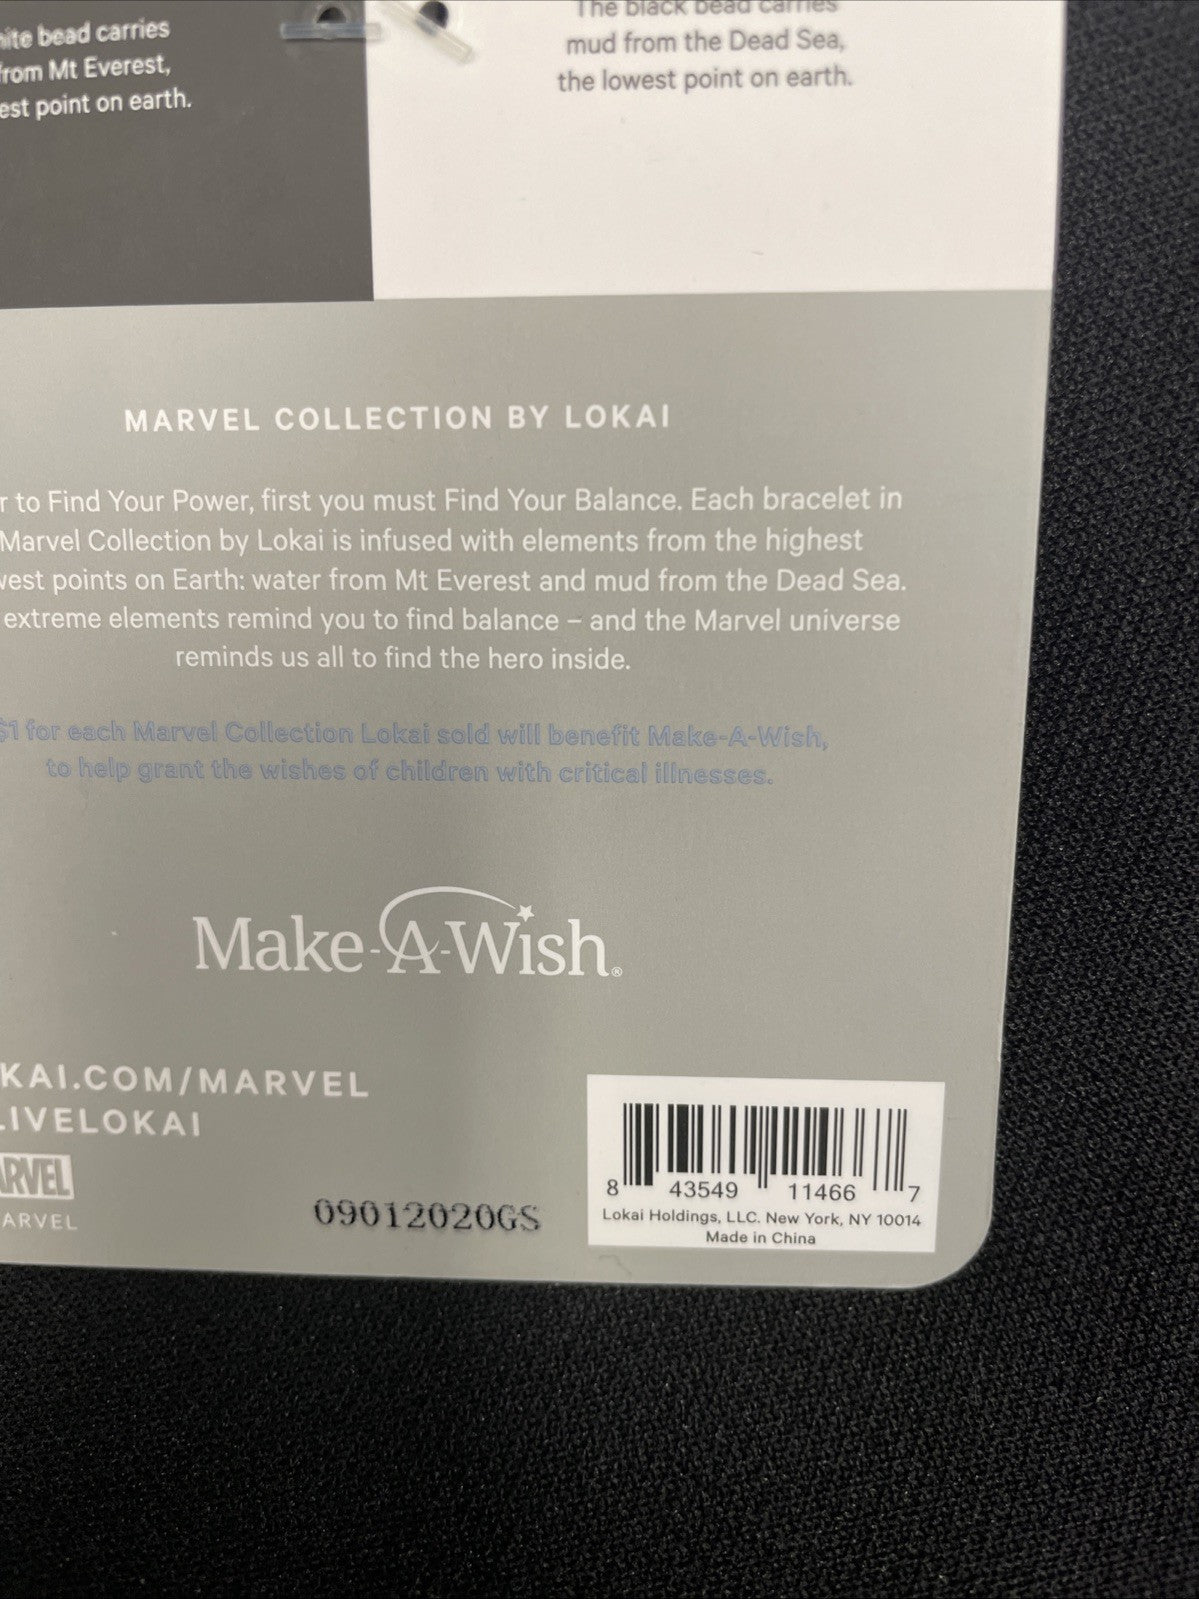 bead carries
from Mt Everest,
point on earth.
The black bead carries
mud from the Dead Sea,
the lowest point on earth.
MARVEL COLLECTION BY LOKAI
to Find Your Power, first you must Find Your Balance. Each bracelet in
Marvel Collection by Lokai is infused with elements from the highest
points on Earth: water from Mt Everest and mud from the Dead Sea.
extreme elements remind you to find balance – and the Marvel universe
reminds us all to find the hero inside.
$1 for each Marvel Collection Lokai sold will benefit Make-A-Wish,
to help grant the wishes of children with critical illnesses.
Make-A-Wish®
KAI.COM/MARVEL
LIVELOKAI
ARVEL
ARVEL
09012020GS
8 43549 11466 7
Lokai Holdings, LLC. New York, NY 10014
Made in China